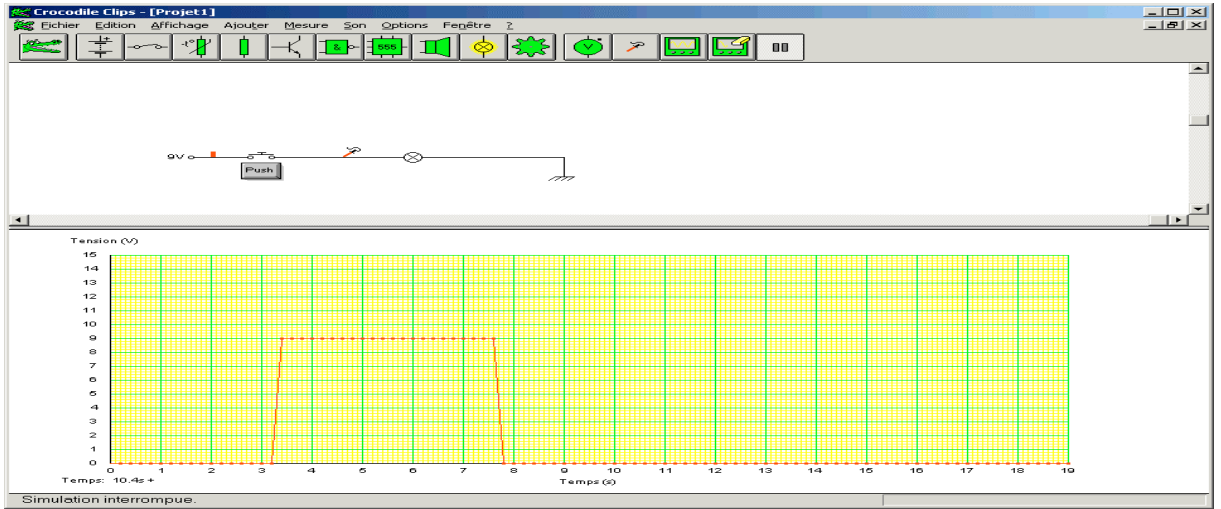 Crocodile Clips - [Projet1]
Fichier Edition Affichage Ajouter Mesure Son Options Fenêtre ?
& 555 V
9V
Push
Tension (V)
15
14
13
12
11
10
9
8
7
6
5
4
3
2
1
0
0 1 2 3 4 5 6 7 8 9 10 11 12 13 14 15 16 17 18 19
Temps: 10.4s + Temps (s)
Simulation interrompue.